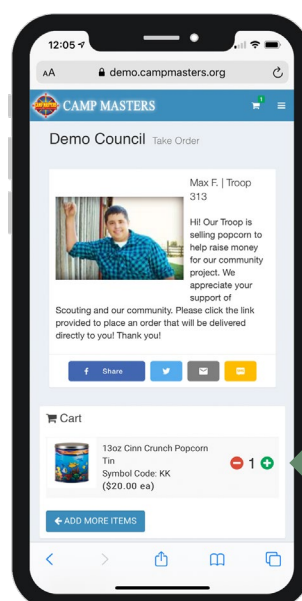 12:05
AA demo.campmasters.org
CAMP MASTERS 1
Demo Council Take Order
Max F. | Troop
313
Hi! Our Troop is
selling popcorn to
help raise money
for our community
project. We
appreciate your
support of
Scouting and our community. Please click the link
provided to place an order that will be delivered
directly to you! Thank you!
f Share
Cart
13oz Cinn Crunch Popcorn
Tin
Symbol Code: KK
($20.00 ea)
1
ADD MORE ITEMS